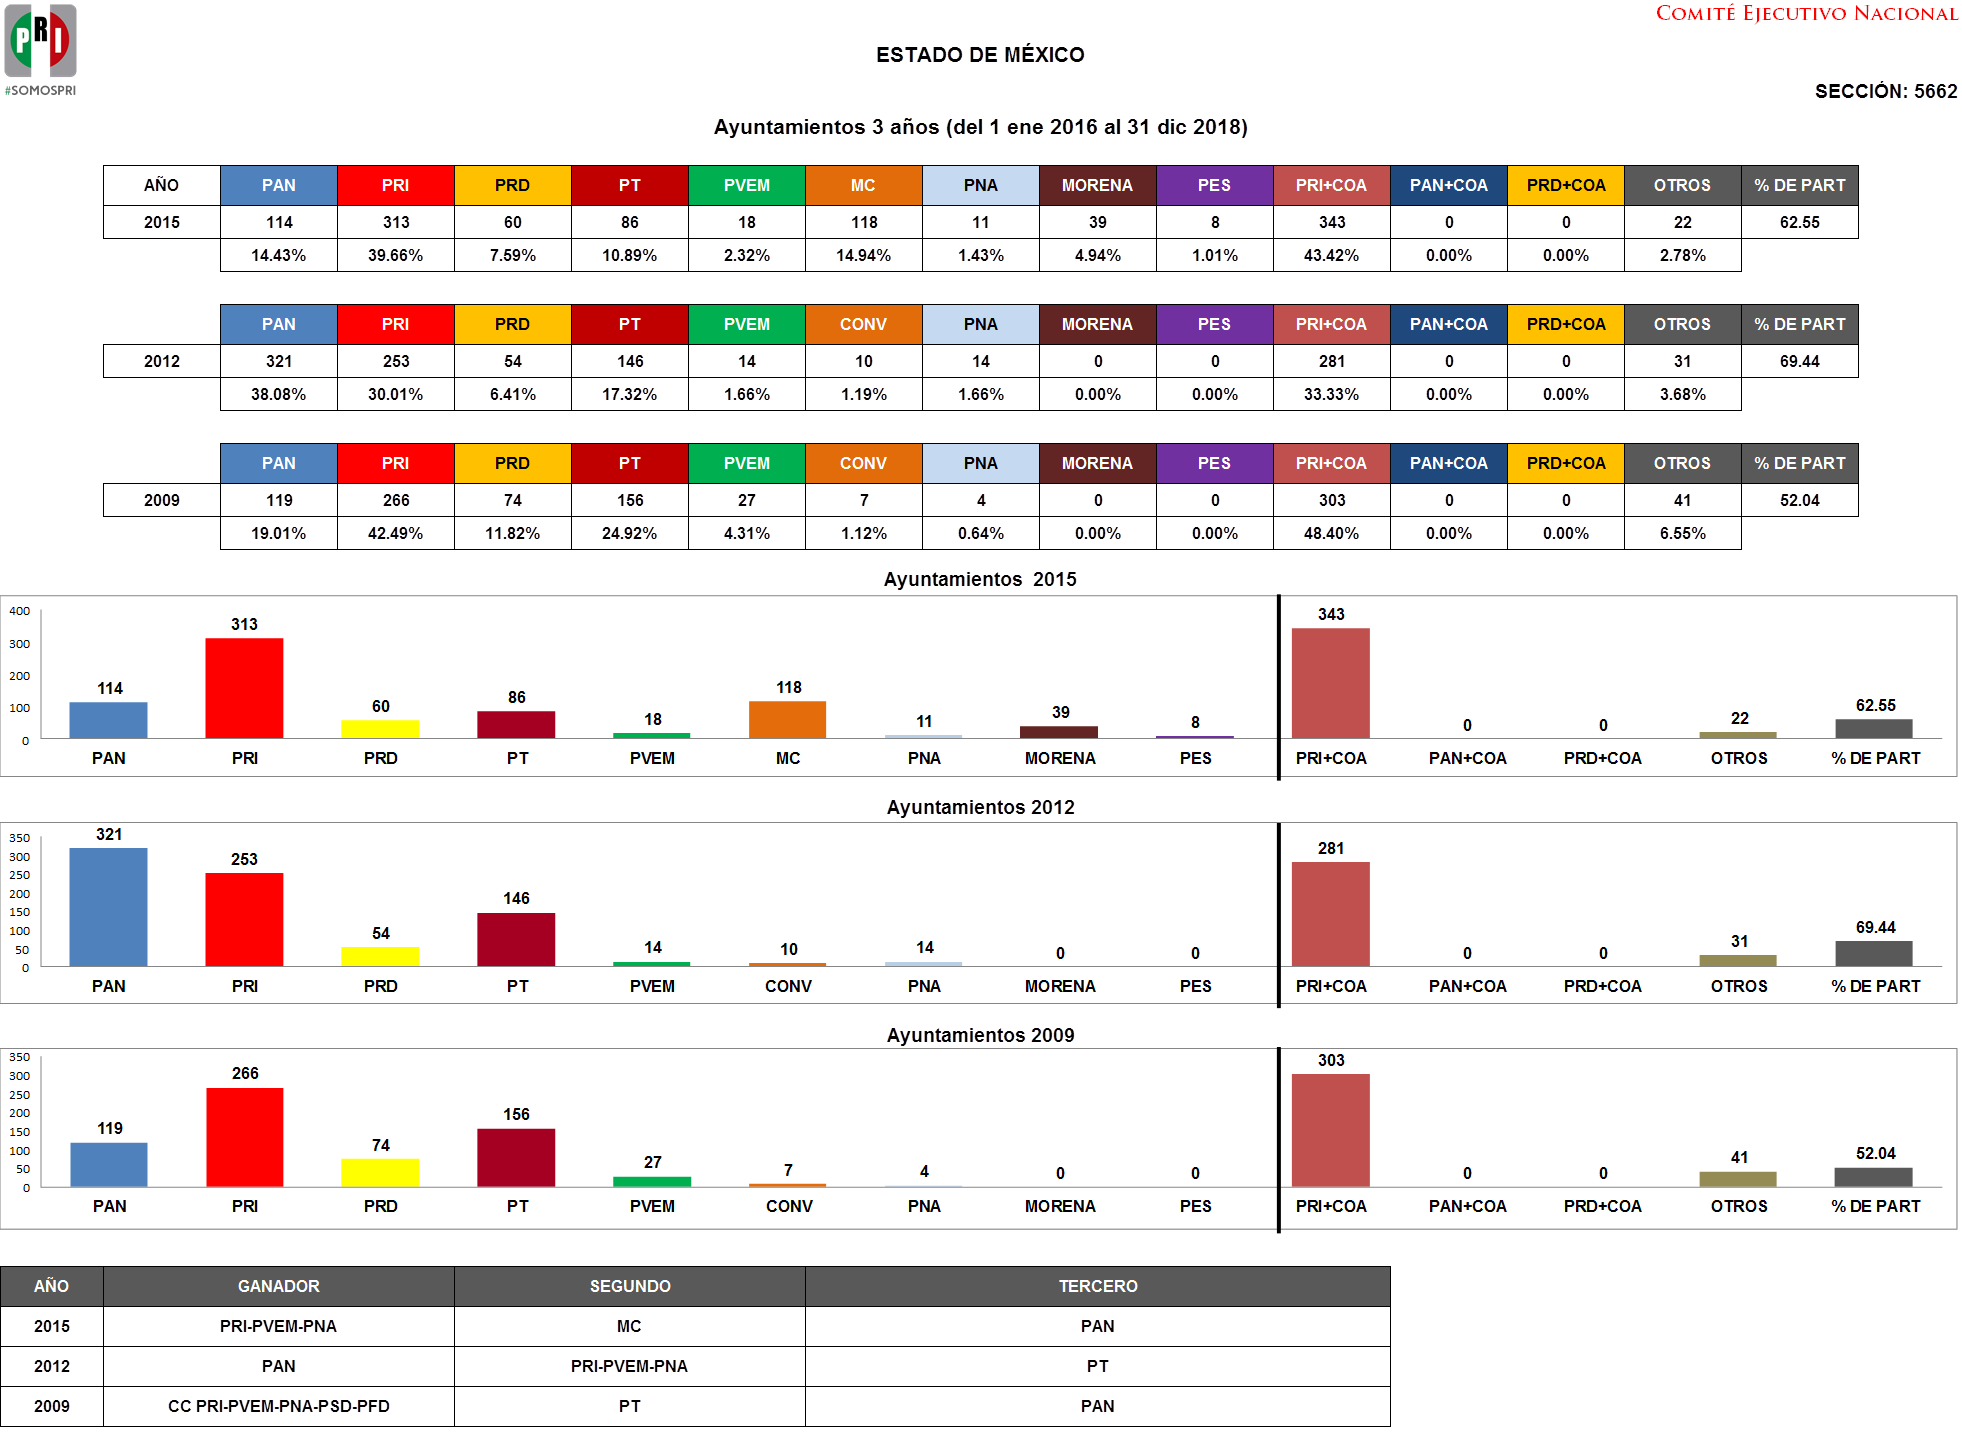 PRI
#SOMOSPRI
COMITÉ EJECUTIVO NACIONAL
ESTADO DE MÉXICO
SECCIÓN: 5662
Ayuntamientos 3 años (del 1 ene 2016 al 31 dic 2018)
AÑO PAN PRI PRD PT PVEM MC PNA MORENA PES PRI+COA PAN+COA PRD+COA OTROS % DE PART
2015 114 313 60 86 18 118 11 39 8 343 0 0 22 62.55
14.43% 39.66% 7.59% 10.89% 2.32% 14.94% 1.43% 4.94% 1.01% 43.42% 0.00% 0.00% 2.78%
PAN PRI PRD PT PVEM CONV PNA MORENA PES PRI+COA PAN+COA PRD+COA OTROS % DE PART
2012 321 253 54 146 14 10 14 0 0 281 0 0 31 69.44
38.08% 30.01% 6.41% 17.32% 1.66% 1.19% 1.66% 0.00% 0.00% 33.33% 0.00% 0.00% 3.68%
PAN PRI PRD PT PVEM CONV PNA MORENA PES PRI+COA PAN+COA PRD+COA OTROS % DE PART
2009 119 266 74 156 27 7 4 0 0 303 0 0 41 52.04
19.01% 42.49% 11.82% 24.92% 4.31% 1.12% 0.64% 0.00% 0.00% 48.40% 0.00% 0.00% 6.55%
Ayuntamientos 2015
400
300
200
100
0
114 313 60 86 18 118 11 39 8 343 0 0 22 62.55
PAN PRI PRD PT PVEM MC PNA MORENA PES PRI+COA PAN+COA PRD+COA OTROS % DE PART
Ayuntamientos 2012
350
300
250
200
150
100
50
0
321 253 54 146 14 10 14 0 0 281 0 0 31 69.44
PAN PRI PRD PT PVEM CONV PNA MORENA PES PRI+COA PAN+COA PRD+COA OTROS % DE PART
Ayuntamientos 2009
350
300
250
200
150
100
50
0
119 266 74 156 27 7 4 0 0 303 0 0 41 52.04
PAN PRI PRD PT PVEM CONV PNA MORENA PES PRI+COA PAN+COA PRD+COA OTROS % DE PART
AÑO GANADOR SEGUNDO TERCERO
2015 PRI-PVEM-PNA MC PAN
2012 PAN PRI-PVEM-PNA PT
2009 CC PRI-PVEM-PNA-PSD-PFD PT PAN